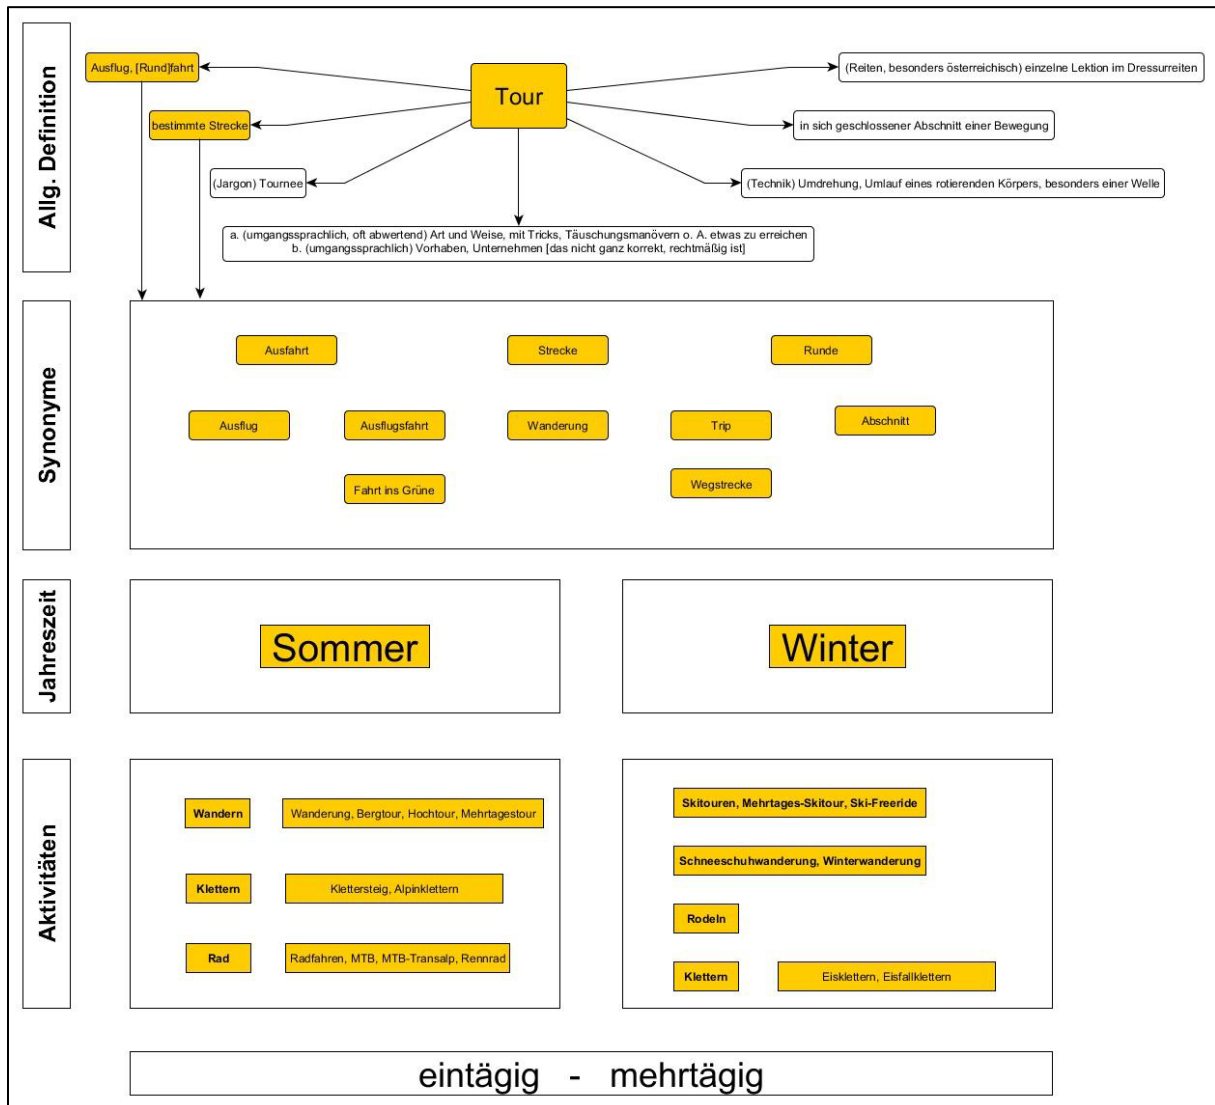 Allg. Definition
Tour
Ausflug, [Rund]fahrt
(Reiten, besonders österreichisch) einzelne Lektion im Dressurreiten
bestimmte Strecke
in sich geschlossener Abschnitt einer Bewegung
(Jargon) Tournee
(Technik) Umdrehung, Umlauf eines rotierenden Körpers, besonders einer Welle
a. (umgangssprachlich, oft abwertend) Art und Weise, mit Tricks, Täuschungsmanövern o. A. etwas zu erreichen
b. (umgangssprachlich) Vorhaben, Unternehmen [das nicht ganz korrekt, rechtmäßig ist]
Synonyme
Ausfahrt
Strecke
Runde
Ausflug
Ausflugsfahrt
Wanderung
Trip
Abschnitt
Fahrt ins Grüne
Wegstrecke
Jahreszeit
Sommer
Winter
Aktivitäten
Wandern
Wanderung, Bergtour, Hochtour, Mehrtagestour
Klettern
Klettersteig, Alpinklettern
Rad
Radfahren, MTB, MTB-Transalp, Rennrad
Skitouren, Mehrtages-Skitour, Ski-Freeride
Schneeschuhwanderung, Winterwanderung
Rodeln
Klettern
Eisklettern, Eisfallklettern
eintägig - mehrtägig